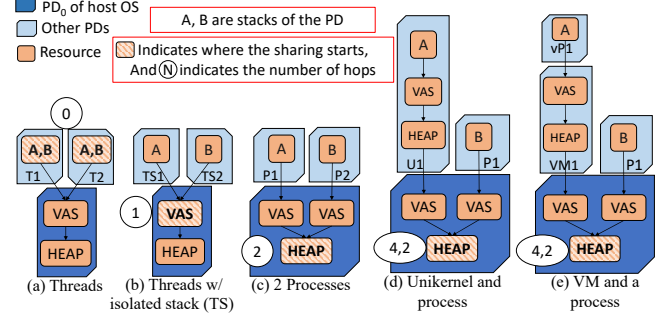 PD0 of host OS
Other PDs
Resource
A, B are stacks of the PD
Indicates where the sharing starts,
And N indicates the number of hops
0
A,B
A,B
T1
T2
VAS
HEAP
(a) Threads
A
B
TS1
TS2
1
VAS
HEAP
(b) Threads w/
isolated stack (TS)
A
B
P1
P2
VAS
VAS
2
HEAP
(c) 2 Processes
A
VAS
HEAP
U1
B
P1
VAS
VAS
4,2
HEAP
(d) Unikernel and
process
A
vP1
VAS
HEAP
VM1
B
P1
VAS
VAS
4,2
HEAP
(e) VM and a
process